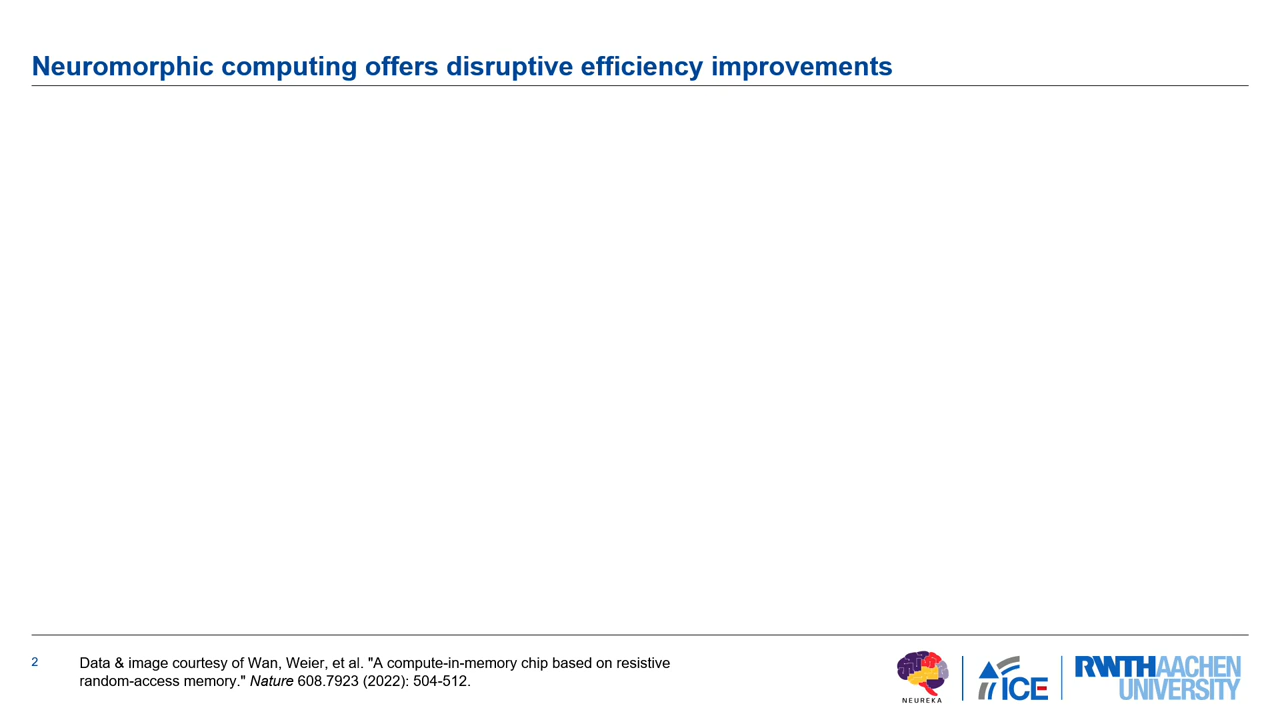 Neuromorphic computing offers disruptive efficiency improvements
2
Data & image courtesy of Wan, Weier, et al. "A compute-in-memory chip based on resistive
random-access memory." Nature 608.7923 (2022): 504-512.
NEUREKA
ICE
RWTHAACHEN
UNIVERSITY